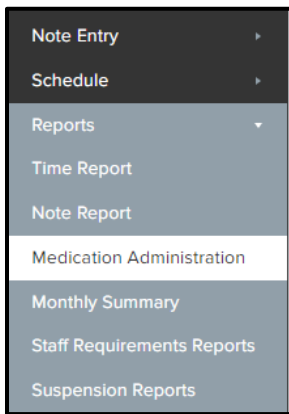 Note Entry
Schedule
Reports
Time Report
Note Report
Medication Administration
Monthly Summary
Staff Requirements Reports
Suspension Reports